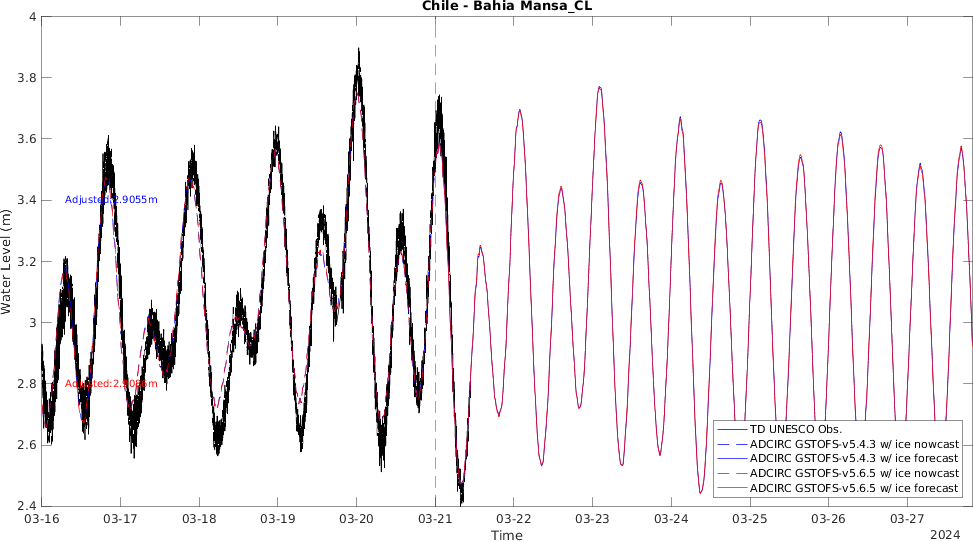 Chile - Bahia Mansa_CL
Water Level (m)
4
3.8
3.6
3.4
3.2
3
2.8
2.6
2.4
Adjusted:2.9055m
03-16
03-17
03-18
03-19
03-20
03-21
03-22
03-23
03-24
03-25
03-26
03-27
Time
2024
TD UNESCO Obs.
ADCIRC GSTOFS-v5.4.3 w/ ice nowcast
ADCIRC GSTOFS-v5.4.3 w/ ice forecast
ADCIRC GSTOFS-v5.6.5 w/ ice nowcast
ADCIRC GSTOFS-v5.6.5 w/ ice forecast